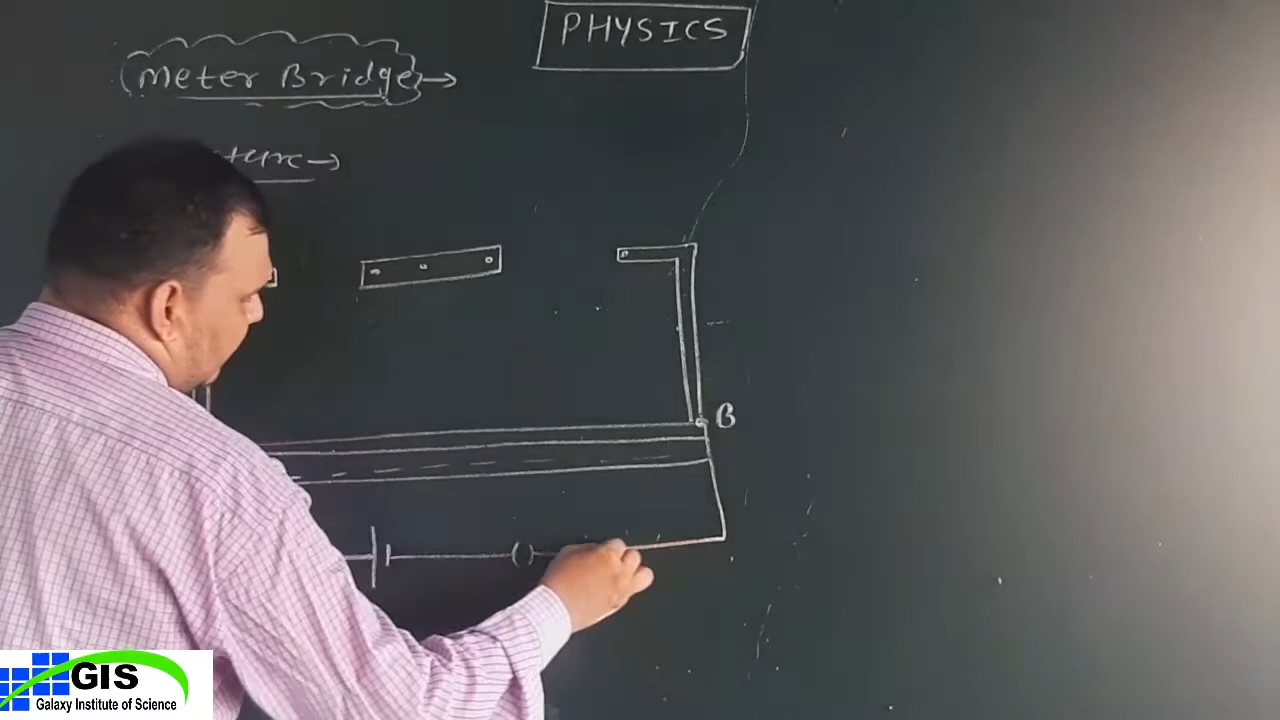 PHYSICS
Meter Bridge →
B
GIS
Galaxy Institute of Science